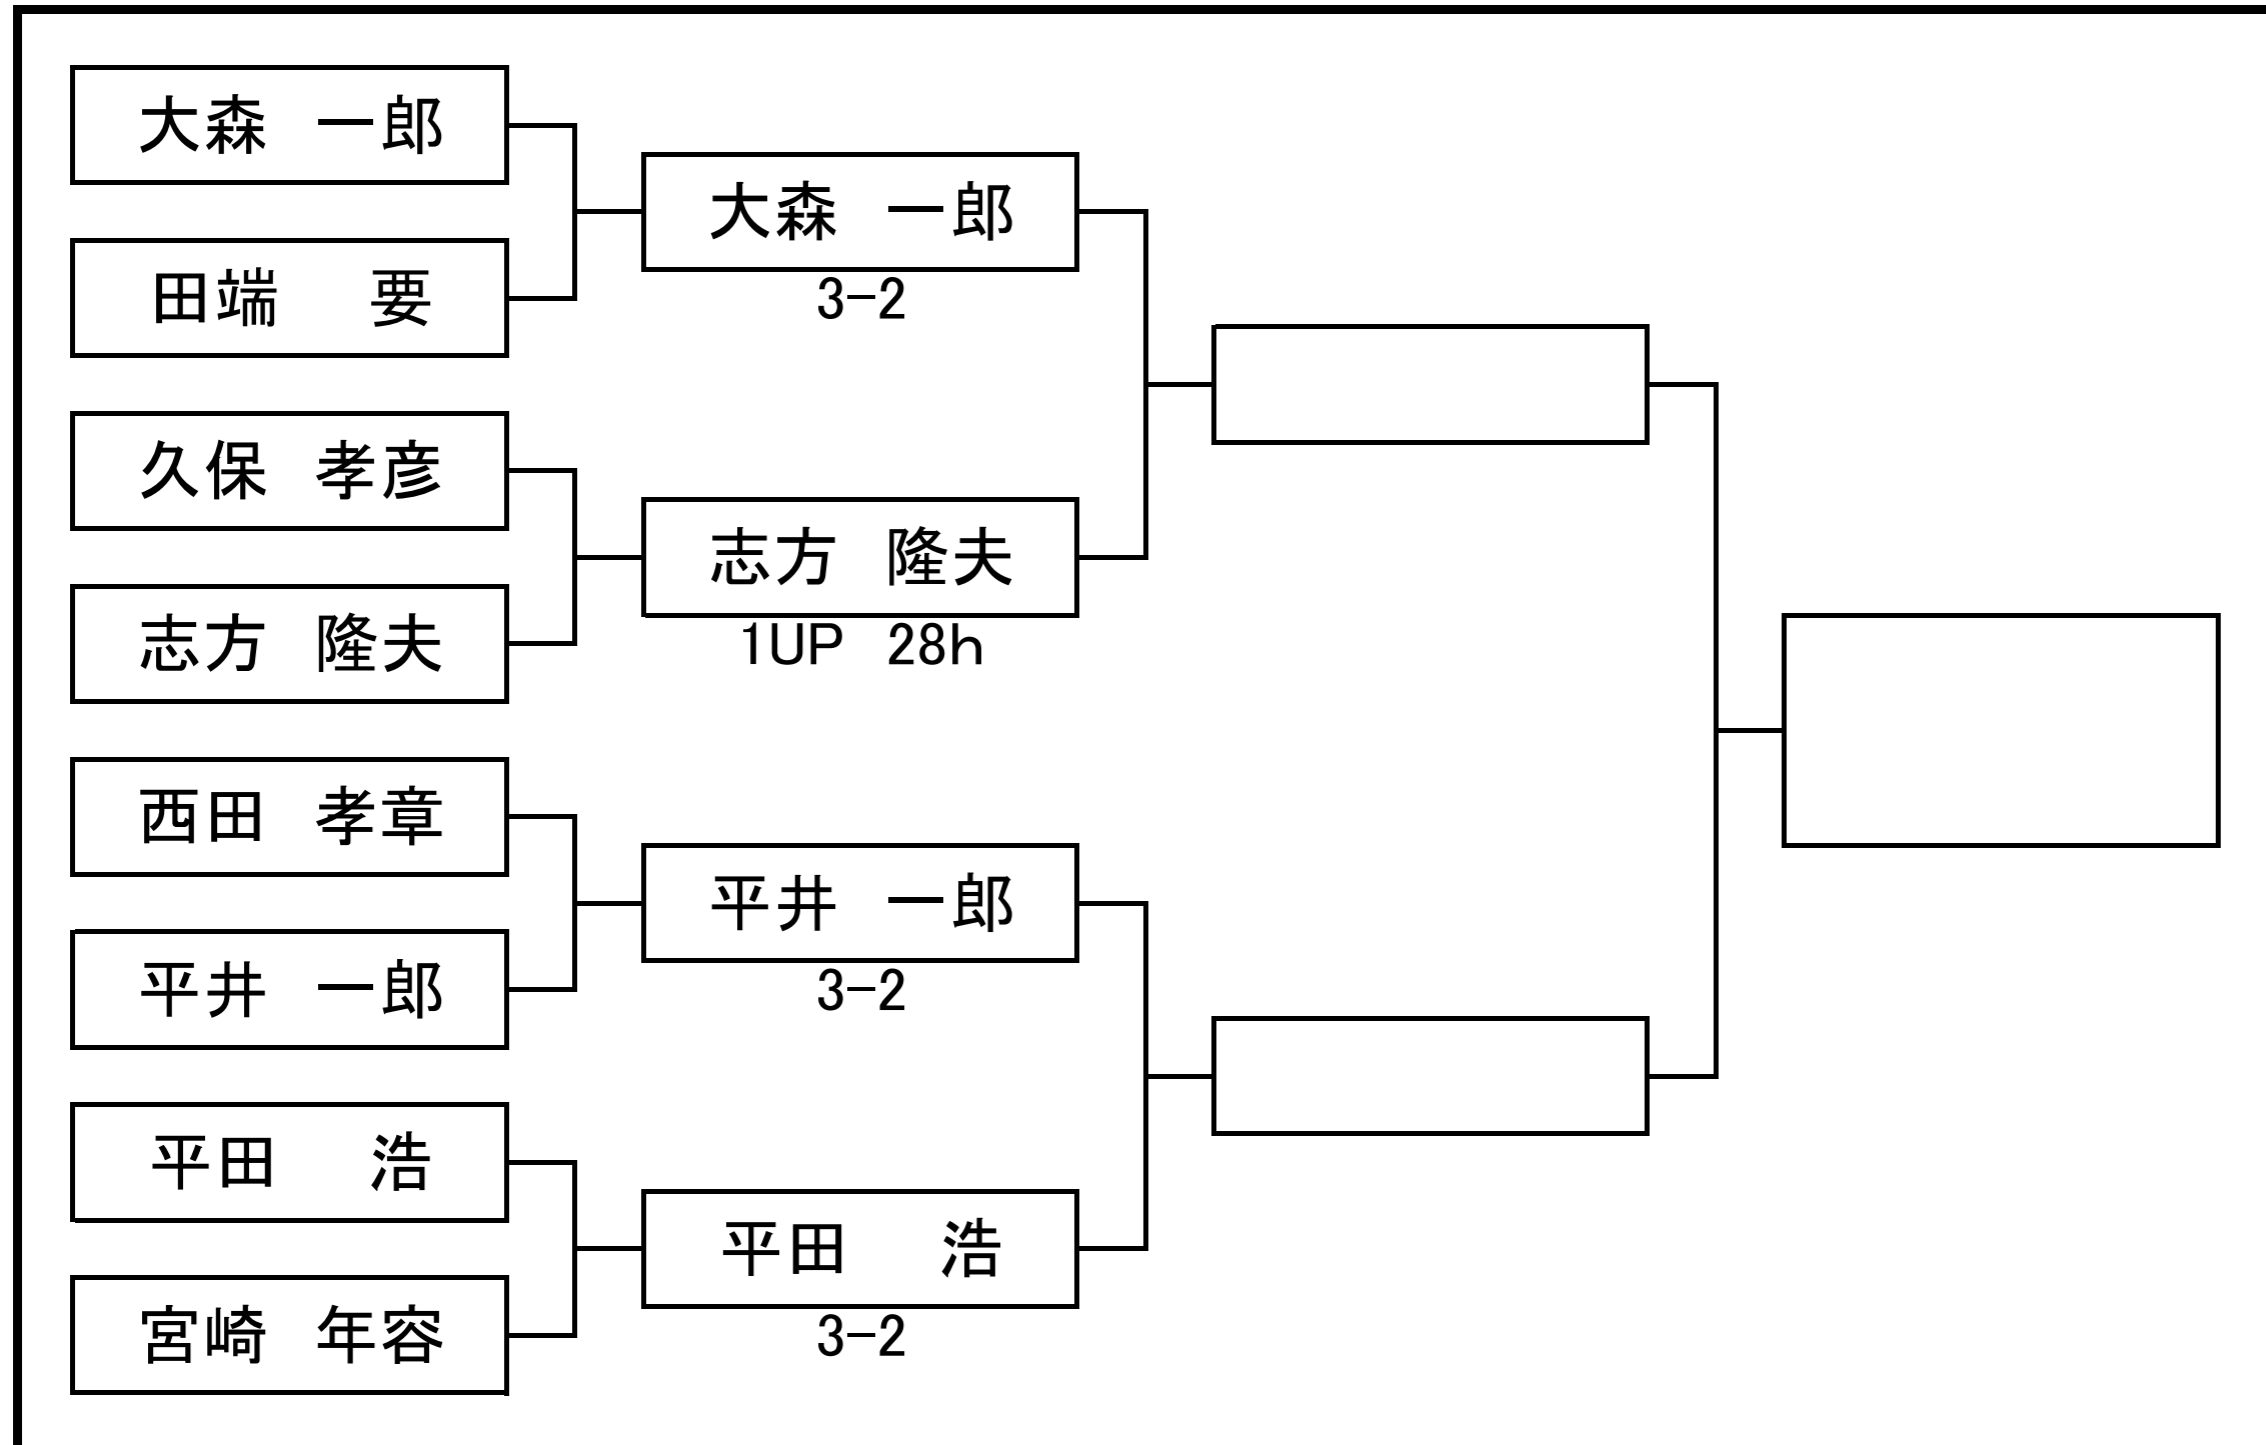 大森 一郎
田端 要
久保 孝彦
志方 隆夫
西田 孝章
平井 一郎
平田 浩
宮崎 年容
大森 一郎
3-2
志方 隆夫
1UP 28h
平井 一郎
3-2
平田 浩
3-2